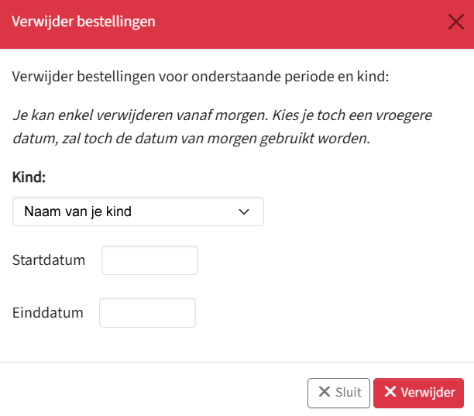 Verwijder bestellingen
Verwijder bestellingen voor onderstaande periode en kind:
Je kan enkel verwijderen vanaf morgen. Kies je toch een vroegere
datum, zal toch de datum van morgen gebruikt worden.
Kind:
Naam van je kind
Startdatum
Einddatum
Sluit
Verwijder